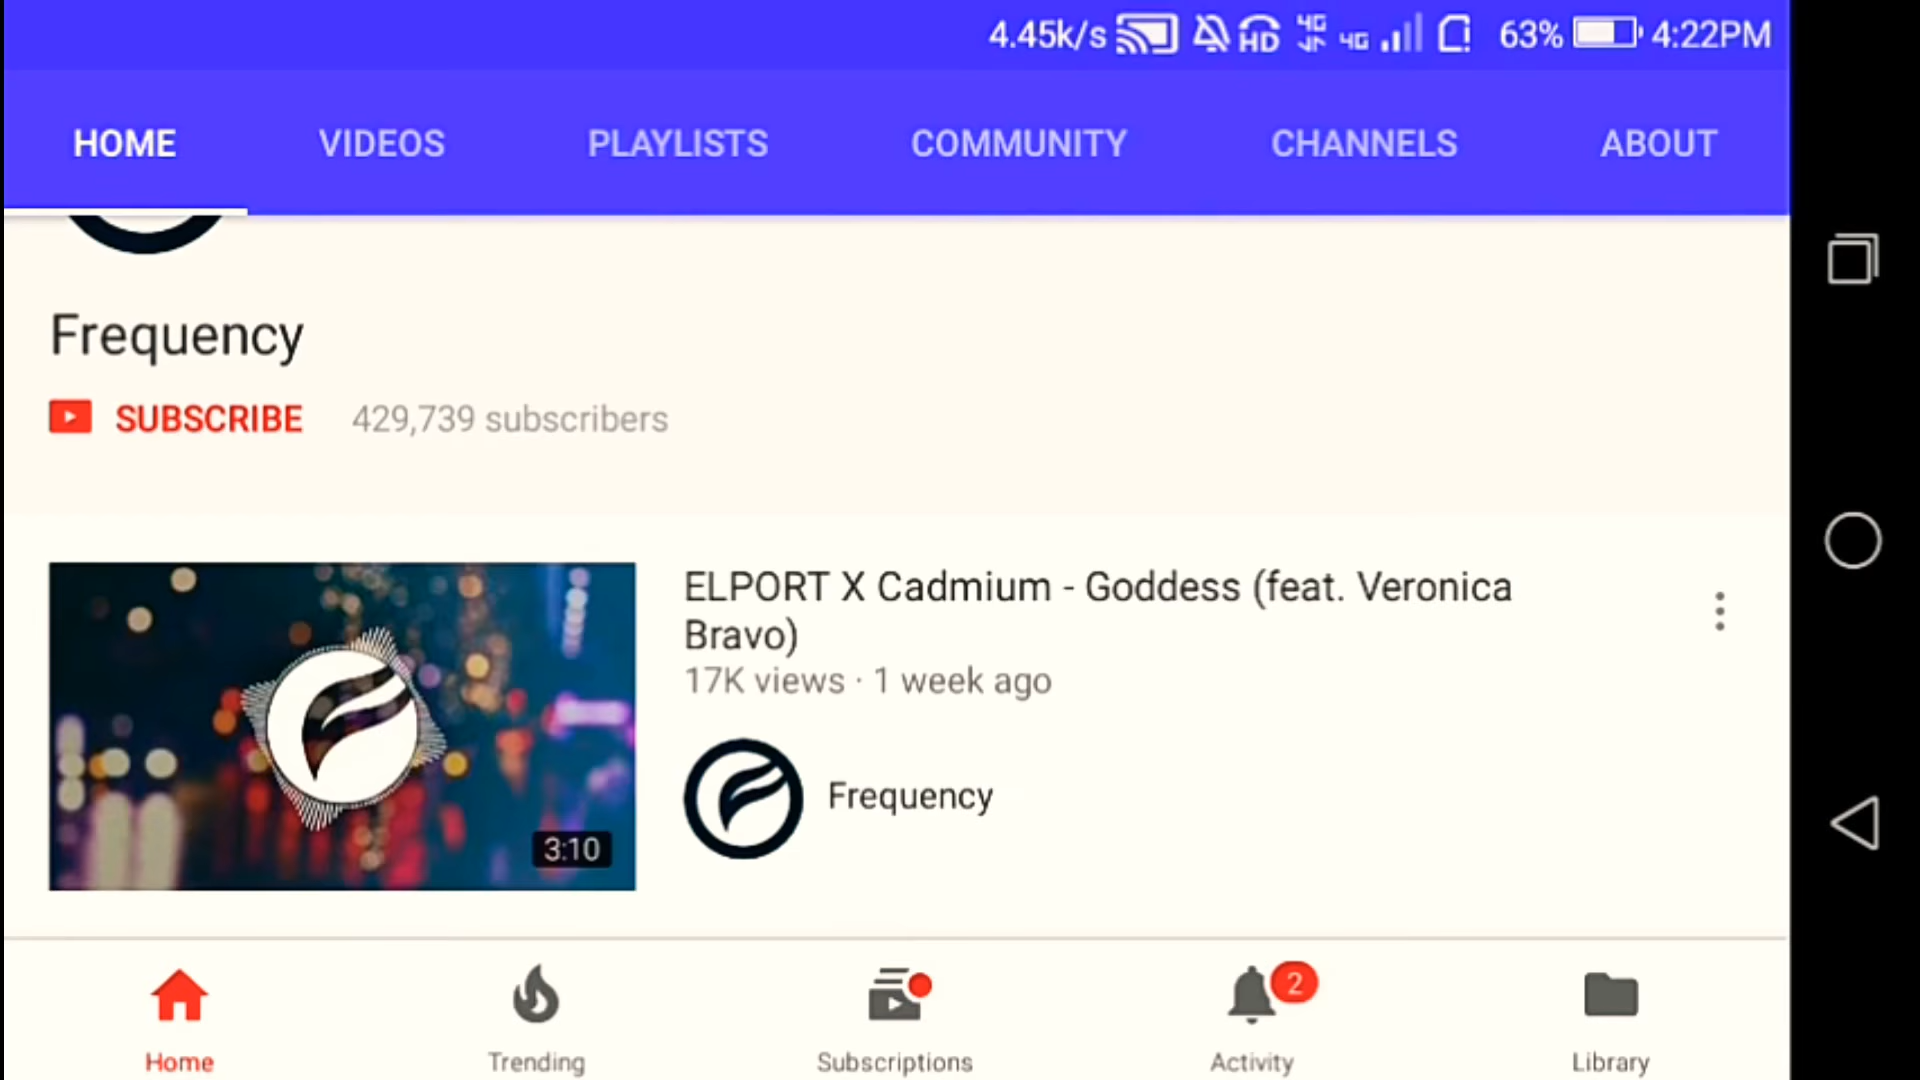 4.45k/s HD 4G 4G 63% 4:22PM
HOME VIDEOS PLAYLISTS COMMUNITY CHANNELS ABOUT
Frequency
SUBSCRIBE 429,739 subscribers
ELPORT X Cadmium - Goddess (feat. Veronica
Bravo)
17K views · 1 week ago
Frequency
3:10
2
Home Trending Subscriptions Activity Library